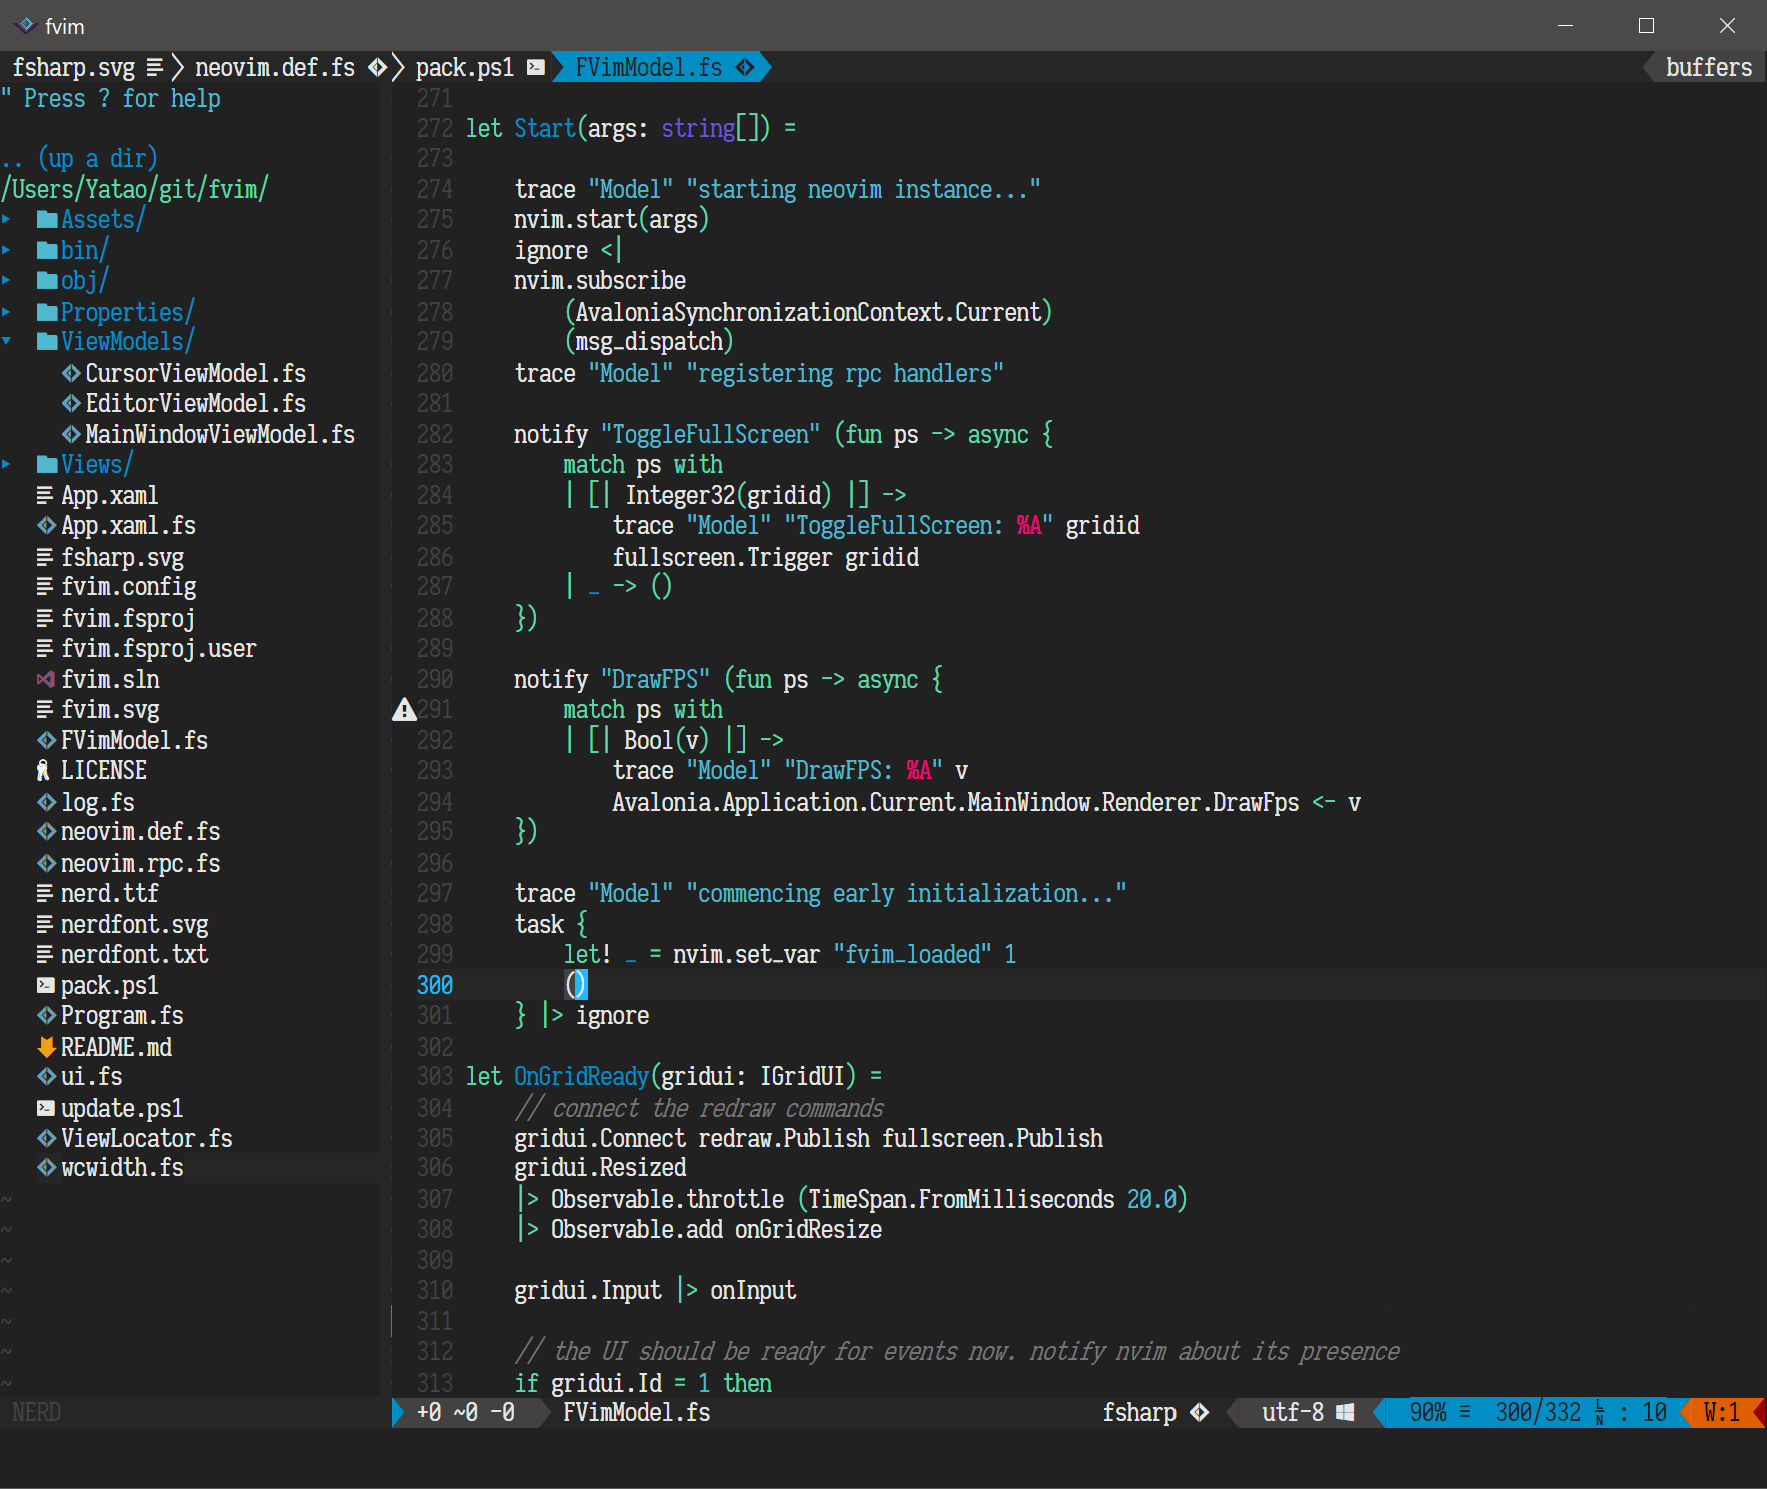 fvim
fsharp.svg neovim.def.fs pack.ps1 FVimModel.fs buffers
" Press ? for help
.. (up a dir)
/Users/Yatao/git/fvim/
Assets/
bin/
obj/
Properties/
ViewModels/
CursorViewModel.fs
EditorViewModel.fs
MainWindowViewModel.fs
Views/
App.xaml
App.xaml.fs
fsharp.svg
fvim.config
fvim.fsproj
fvim.fsproj.user
fvim.sln
fvim.svg
FVimModel.fs
LICENSE
log.fs
neovim.def.fs
neovim.rpc.fs
nerd.ttf
nerdfont.svg
nerdfont.txt
pack.ps1
Program.fs
README.md
ui.fs
update.ps1
ViewLocator.fs
wcwidth.fs
~
~
~
~
~
~
~
NERD
271
272 let Start(args: string[]) =
273
274     trace "Model" "starting neovim instance..."
275     nvim.start(args)
276     ignore <|
277     nvim.subscribe
278         (AvaloniaSynchronizationContext.Current)
279         (msg_dispatch)
280     trace "Model" "registering rpc handlers"
281
282     notify "ToggleFullScreen" (fun ps -> async {
283         match ps with
284         | [| Integer32(gridid) |] ->
285             trace "Model" "ToggleFullScreen: %A" gridid
286             fullscreen.Trigger gridid
287         | _ -> ()
288     })
289
290     notify "DrawFPS" (fun ps -> async {
291         match ps with
292         | [| Bool(v) |] ->
293             trace "Model" "DrawFPS: %A" v
294             Avalonia.Application.Current.MainWindow.Renderer.DrawFps <- v
295     })
296
297     trace "Model" "commencing early initialization..."
298     task {
299         let! _ = nvim.set_var "fvim_loaded" 1
300         ()
301     } |> ignore
302
303 let OnGridReady(gridui: IGridUI) =
304     // connect the redraw commands
305     gridui.Connect redraw.Publish fullscreen.Publish
306     gridui.Resized
307     |> Observable.throttle (TimeSpan.FromMilliseconds 20.0)
308     |> Observable.add onGridResize
309
310     gridui.Input |> onInput
311
312     // the UI should be ready for events now. notify nvim about its presence
313     if gridui.Id = 1 then
+0 ~0 -0 FVimModel.fs fsharp utf-8 90% ≡ 300/332 LN : 10 W:1